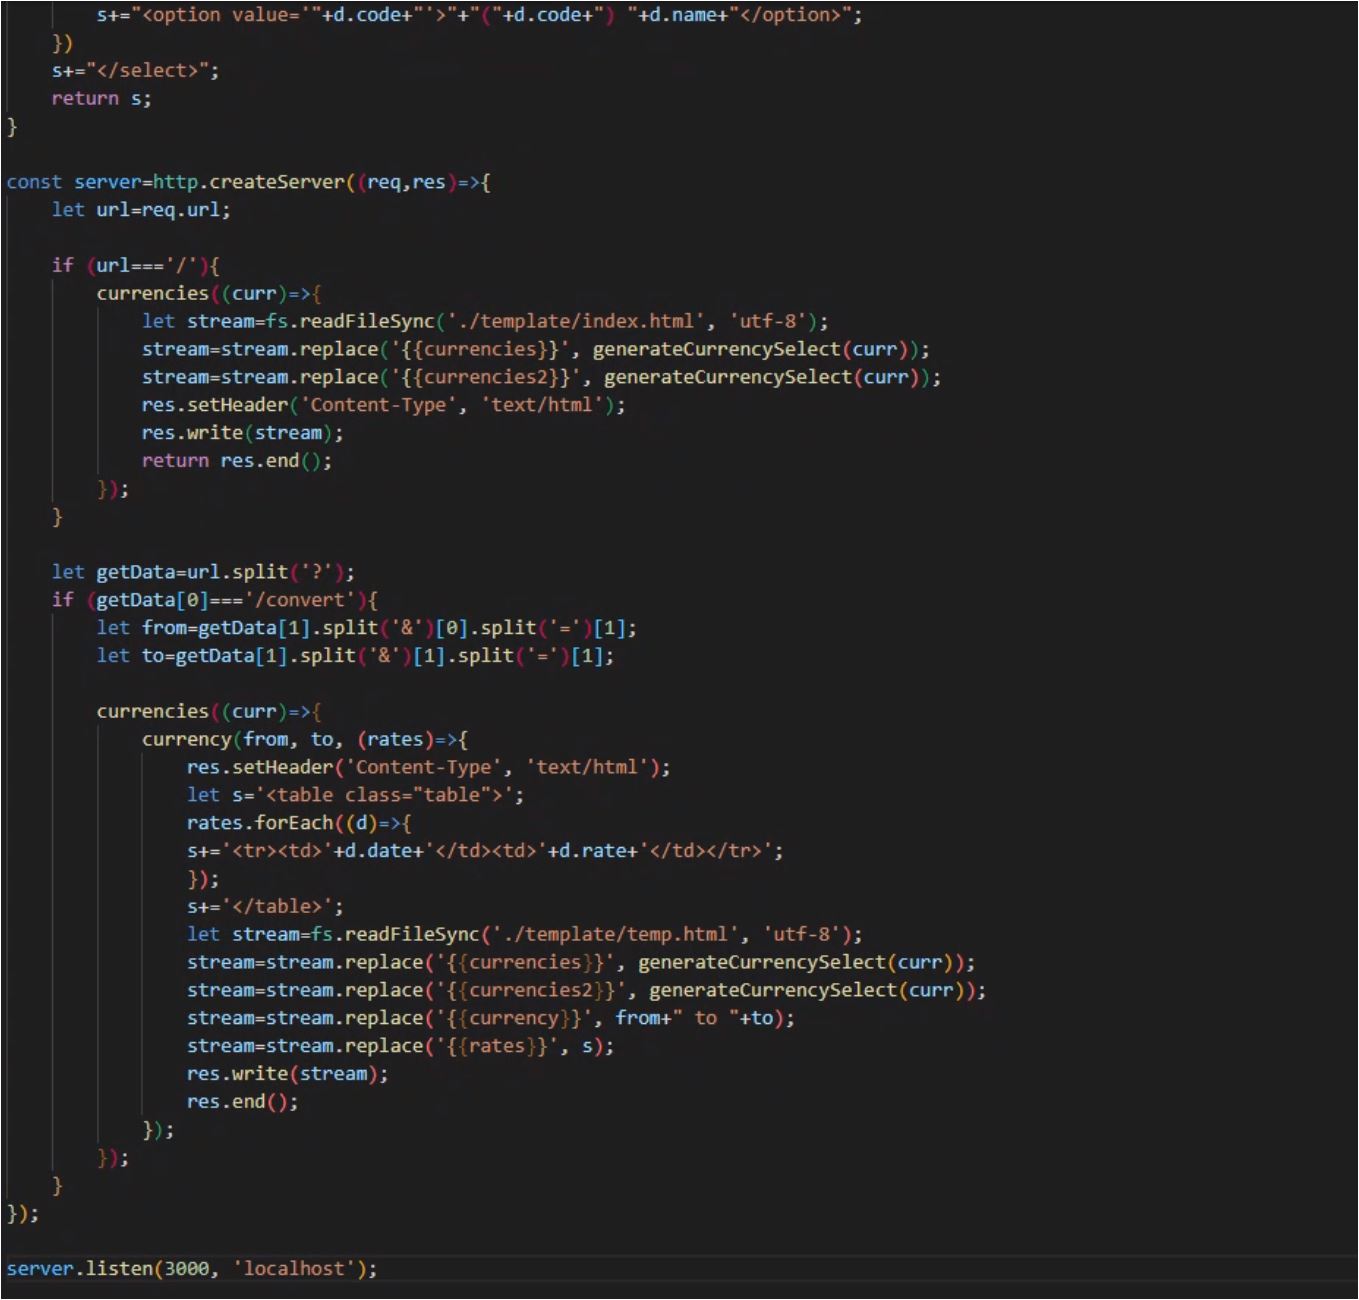 s+="<option value='"+d.code+"'>"+"("+d.code+") "+d.name+"</option>";
})
s+="</select>";
return s;
}
const server=http.createServer((req,res)=>{
let url=req.url;
if (url==='/'){
currencies((curr)=>{
let stream=fs.readFileSync('./template/index.html', 'utf-8');
stream=stream.replace('{{currencies}}', generateCurrencySelect(curr));
stream=stream.replace('{{currencies2}}', generateCurrencySelect(curr));
res.setHeader('Content-Type', 'text/html');
res.write(stream);
return res.end();
});
}
let getData=url.split('?');
if (getData[0]==='/convert'){
let from=getData[1].split('&')[0].split('=')[1];
let to=getData[1].split('&')[1].split('=')[1];
currencies((curr)=>{
currency(from, to, (rates)=>{
res.setHeader('Content-Type', 'text/html');
let s='<table class="table">';
rates.forEach((d)=>{
s+='<tr><td>'+d.date+'</td><td>'+d.rate+'</td></tr>';
});
s+='</table>';
let stream=fs.readFileSync('./template/temp.html', 'utf-8');
stream=stream.replace('{{currencies}}', generateCurrencySelect(curr));
stream=stream.replace('{{currencies2}}', generateCurrencySelect(curr));
stream=stream.replace('{{currency}}', from+" to "+to);
stream=stream.replace('{{rates}}', s);
res.write(stream);
res.end();
});
});
}
});
server.listen(3000, 'localhost');